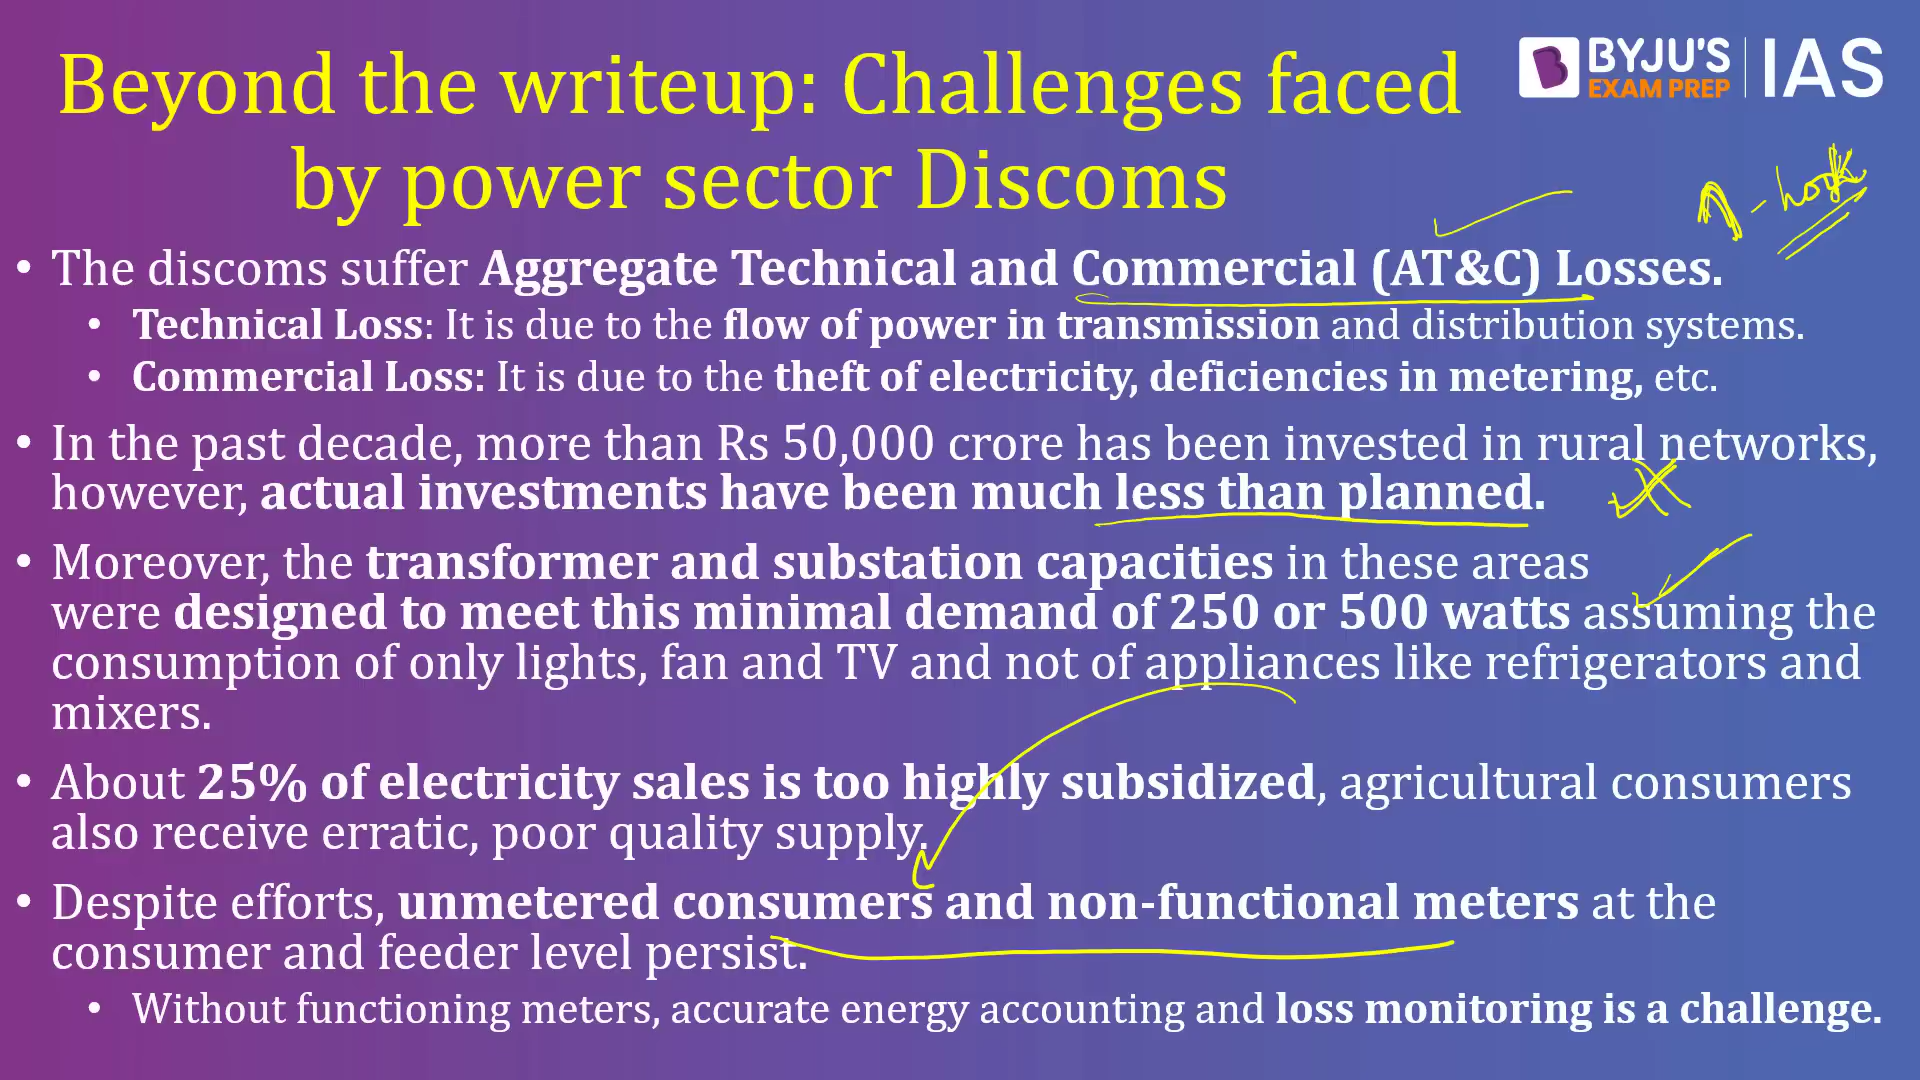 Beyond the writeup: Challenges faced
by power sector Discoms
BYJU'S
EXAM PREP
IAS
• The discoms suffer Aggregate Technical and Commercial (AT&C) Losses.
• Technical Loss: It is due to the flow of power in transmission and distribution systems.
• Commercial Loss: It is due to the theft of electricity, deficiencies in metering, etc.
• In the past decade, more than Rs 50,000 crore has been invested in rural networks,
however, actual investments have been much less than planned.
• Moreover, the transformer and substation capacities in these areas
were designed to meet this minimal demand of 250 or 500 watts assuming the
consumption of only lights, fan and TV and not of appliances like refrigerators and
mixers.
• About 25% of electricity sales is too highly subsidized, agricultural consumers
also receive erratic, poor quality supply.
• Despite efforts, unmetered consumers and non-functional meters at the
consumer and feeder level persist.
• Without functioning meters, accurate energy accounting and loss monitoring is a challenge.